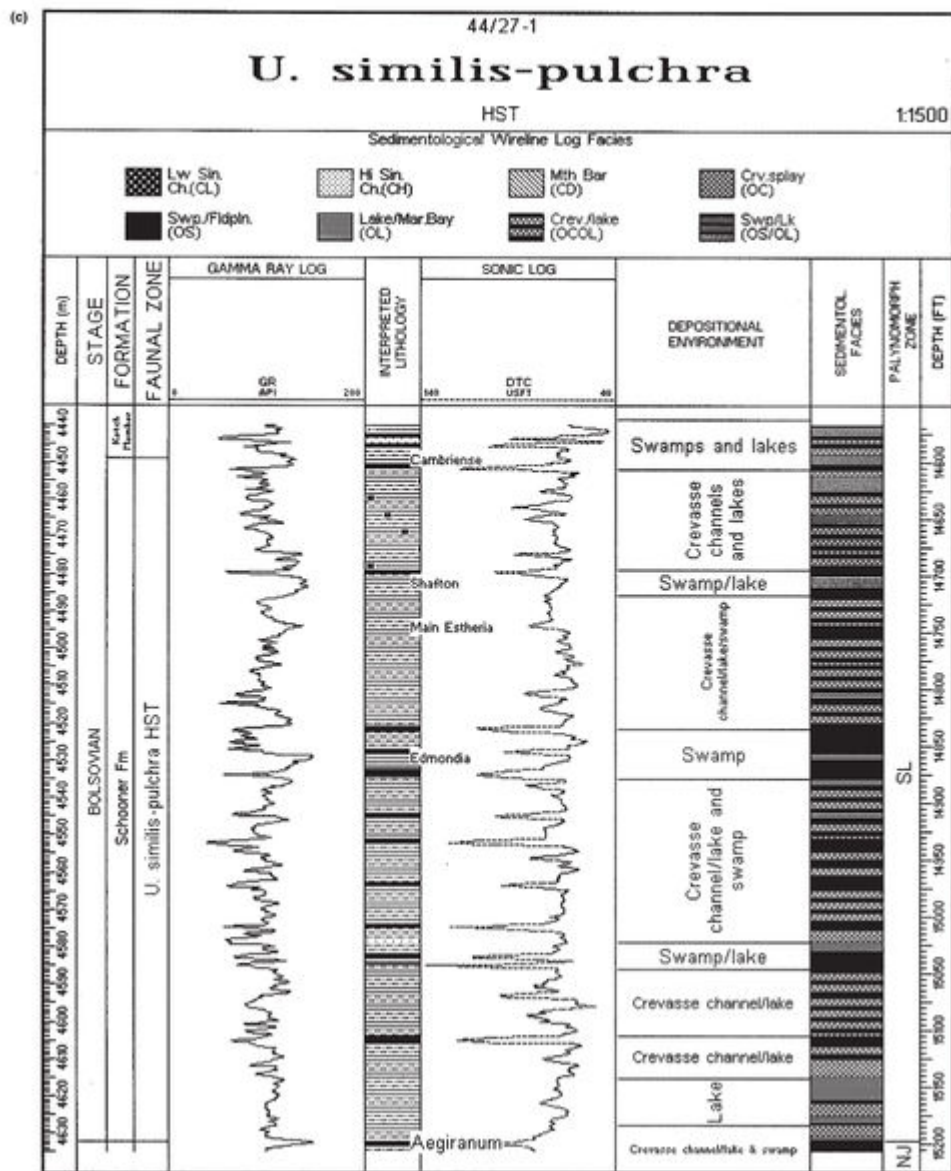 (c)
44/27-1
U. similis-pulchra
HST 1:1500
Sedimentological Wireline Log Facies
Lw Sin. Ch.(CL)
Hi Sin. Ch.(CH)
Mth Bar (CD)
Crv.splay (OC)
Swp./Fldpln. (OS)
Lake/Mar.Bay (OL)
Crev./lake (OCOL)
Swp/Lk (OS/OL)
DEPTH (m)
STAGE
FORMATION
FAUNAL ZONE
GAMMA RAY LOG
0 GR API 200
INTERPRETED LITHOLOGY
SONIC LOG
140 DTC USFT 40
DEPOSITIONAL ENVIRONMENT
SEDIMENTOL. FACIES
PALYNOMORPH ZONE
DEPTH (FT)
4440
4450
4460
4470
4480
4490
4500
4510
4520
4530
4540
4550
4560
4570
4580
4590
4600
4610
4620
4630
BOLSOVIAN
Ketch Member
Schooner Fm
U. similis-pulchra HST
Cambriense
Shafton
Main Estheria
Edmondia
Aegiranum
Swamps and lakes
Crevasse channels and lakes
Swamp/lake
Crevasse channel/lake/swamp
Swamp
Crevasse channel/lake and swamp
Swamp/lake
Crevasse channel/lake
Crevasse channel/lake
Lake
Crevasse channel/lake & swamp
SL
NJ
14600
14650
14700
14750
14800
14850
14900
15000
15050
15100
15150
15200